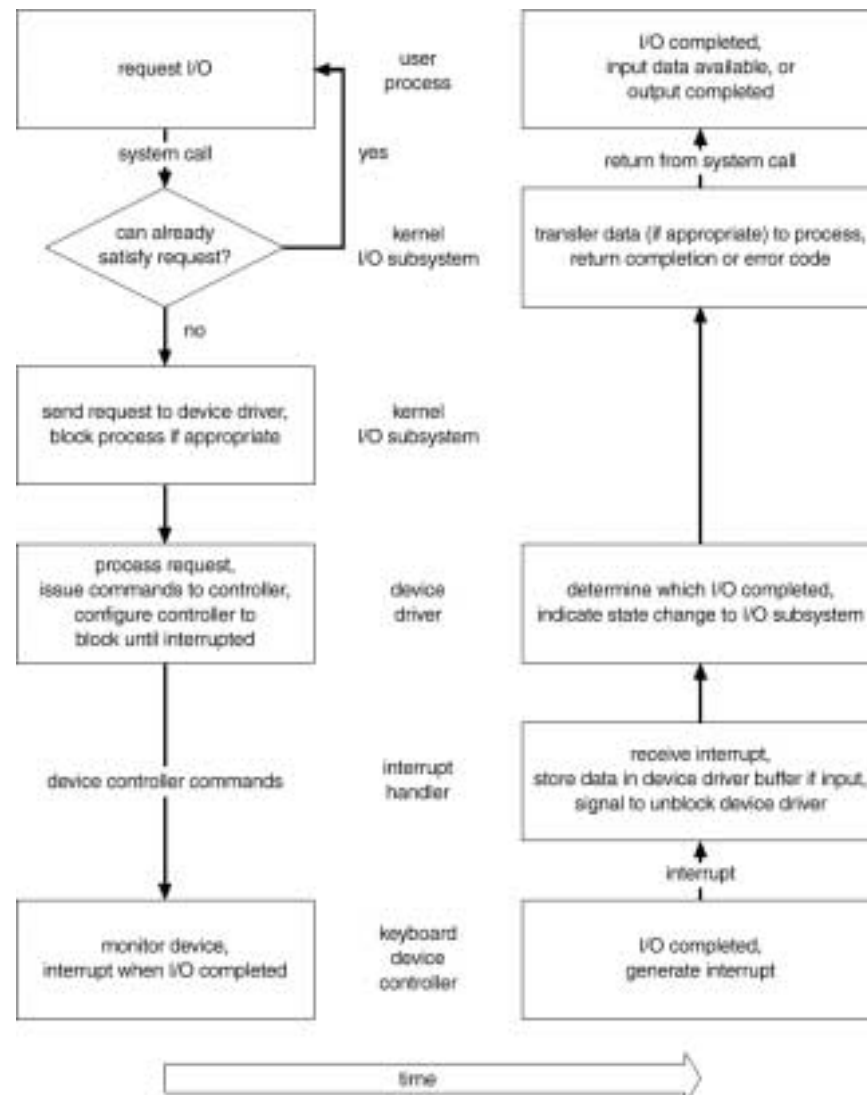 request I/O
system call
yes
can already
satisfy request?
no
send request to device driver,
block process if appropriate
process request,
issue commands to controller,
configure controller to
block until interrupted
device controller commands
monitor device,
interrupt when I/O completed
user
process
kernel
I/O subsystem
kernel
I/O subsystem
device
driver
interrupt
handler
keyboard
device
controller
I/O completed,
input data available, or
output completed
return from system call
transfer data (if appropriate) to process,
return completion or error code
determine which I/O completed,
indicate state change to I/O subsystem
receive interrupt,
store data in device driver buffer if input,
signal to unblock device driver
interrupt
I/O completed,
generate interrupt
time